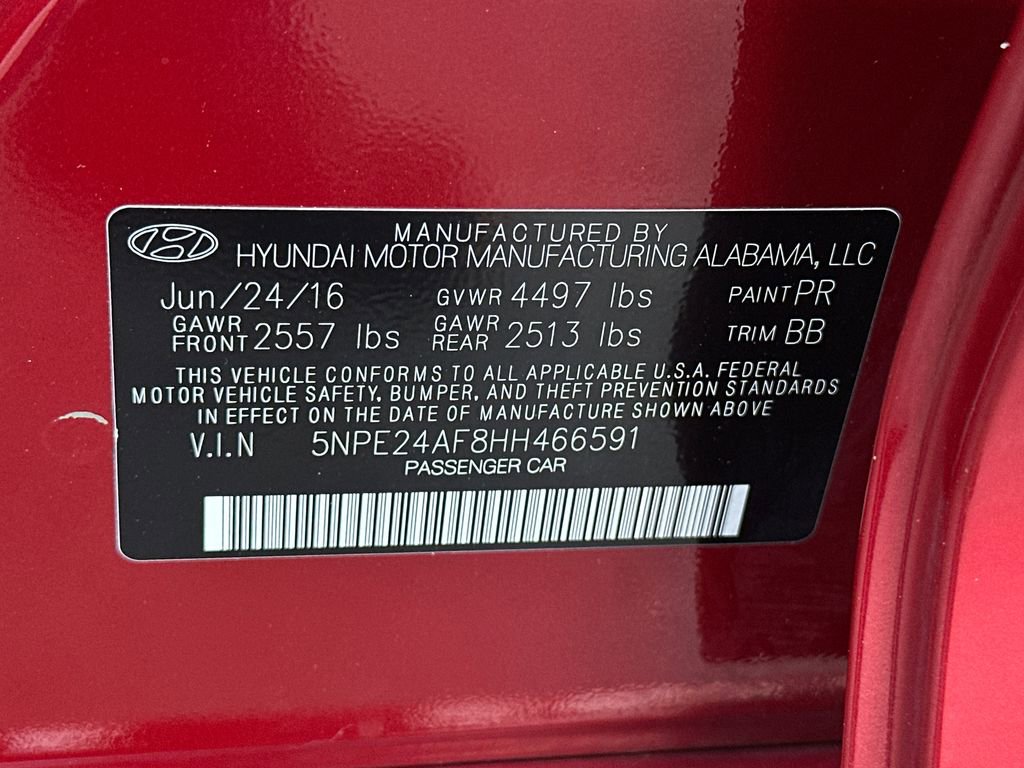 MANUFACTURED BY
HYUNDAI MOTOR MANUFACTURING ALABAMA, LLC
Jun/24/16 GVWR 4497 lbs PAINT PR
GAWR FRONT 2557 lbs GAWR REAR 2513 lbs TRIM BB
THIS VEHICLE CONFORMS TO ALL APPLICABLE U.S.A. FEDERAL
MOTOR VEHICLE SAFETY, BUMPER, AND THEFT PREVENTION STANDARDS
IN EFFECT ON THE DATE OF MANUFACTURE SHOWN ABOVE
V.I.N 5NPE24AF8HH466591
PASSENGER CAR